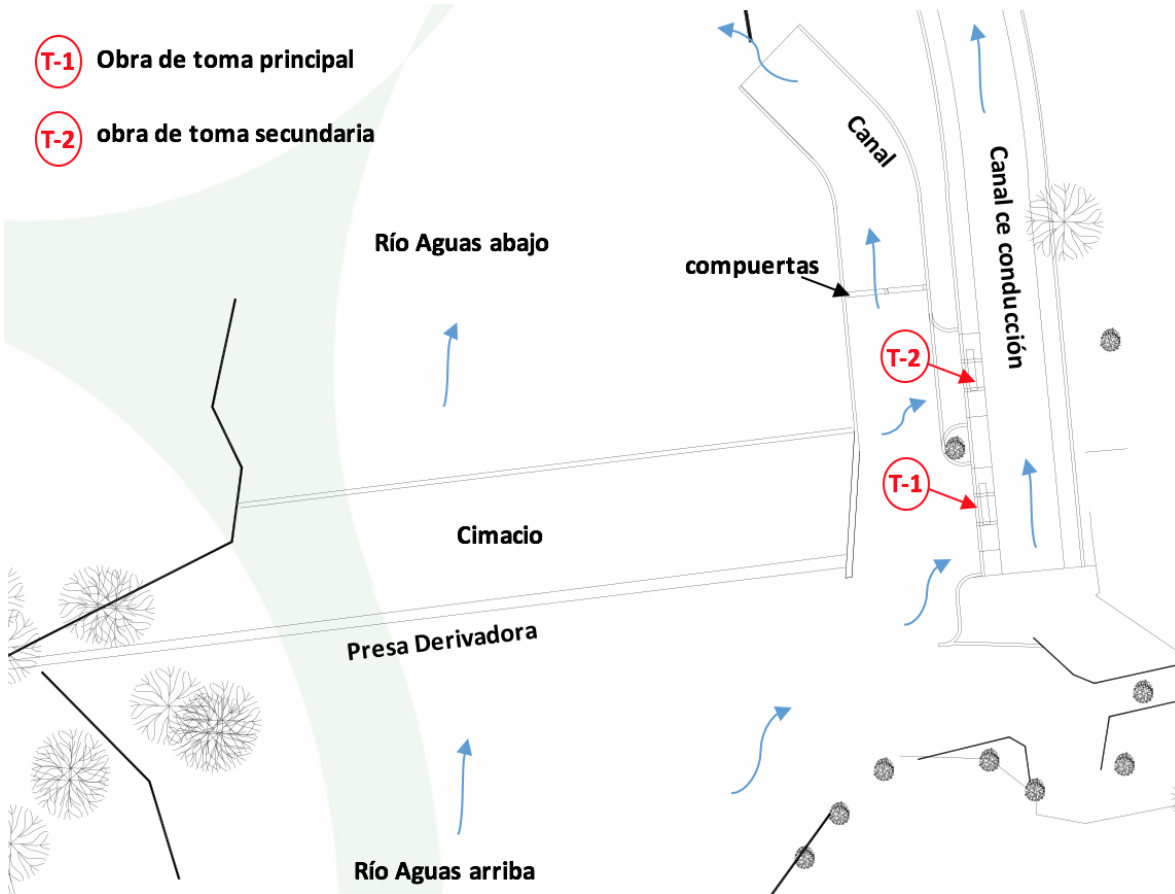 T-1 Obra de toma principal
T-2 obra de toma secundaria
Canal
Canal ce conducción
Río Aguas abajo
compuertas
T-2
T-1
Cimacio
Presa Derivadora
Río Aguas arriba